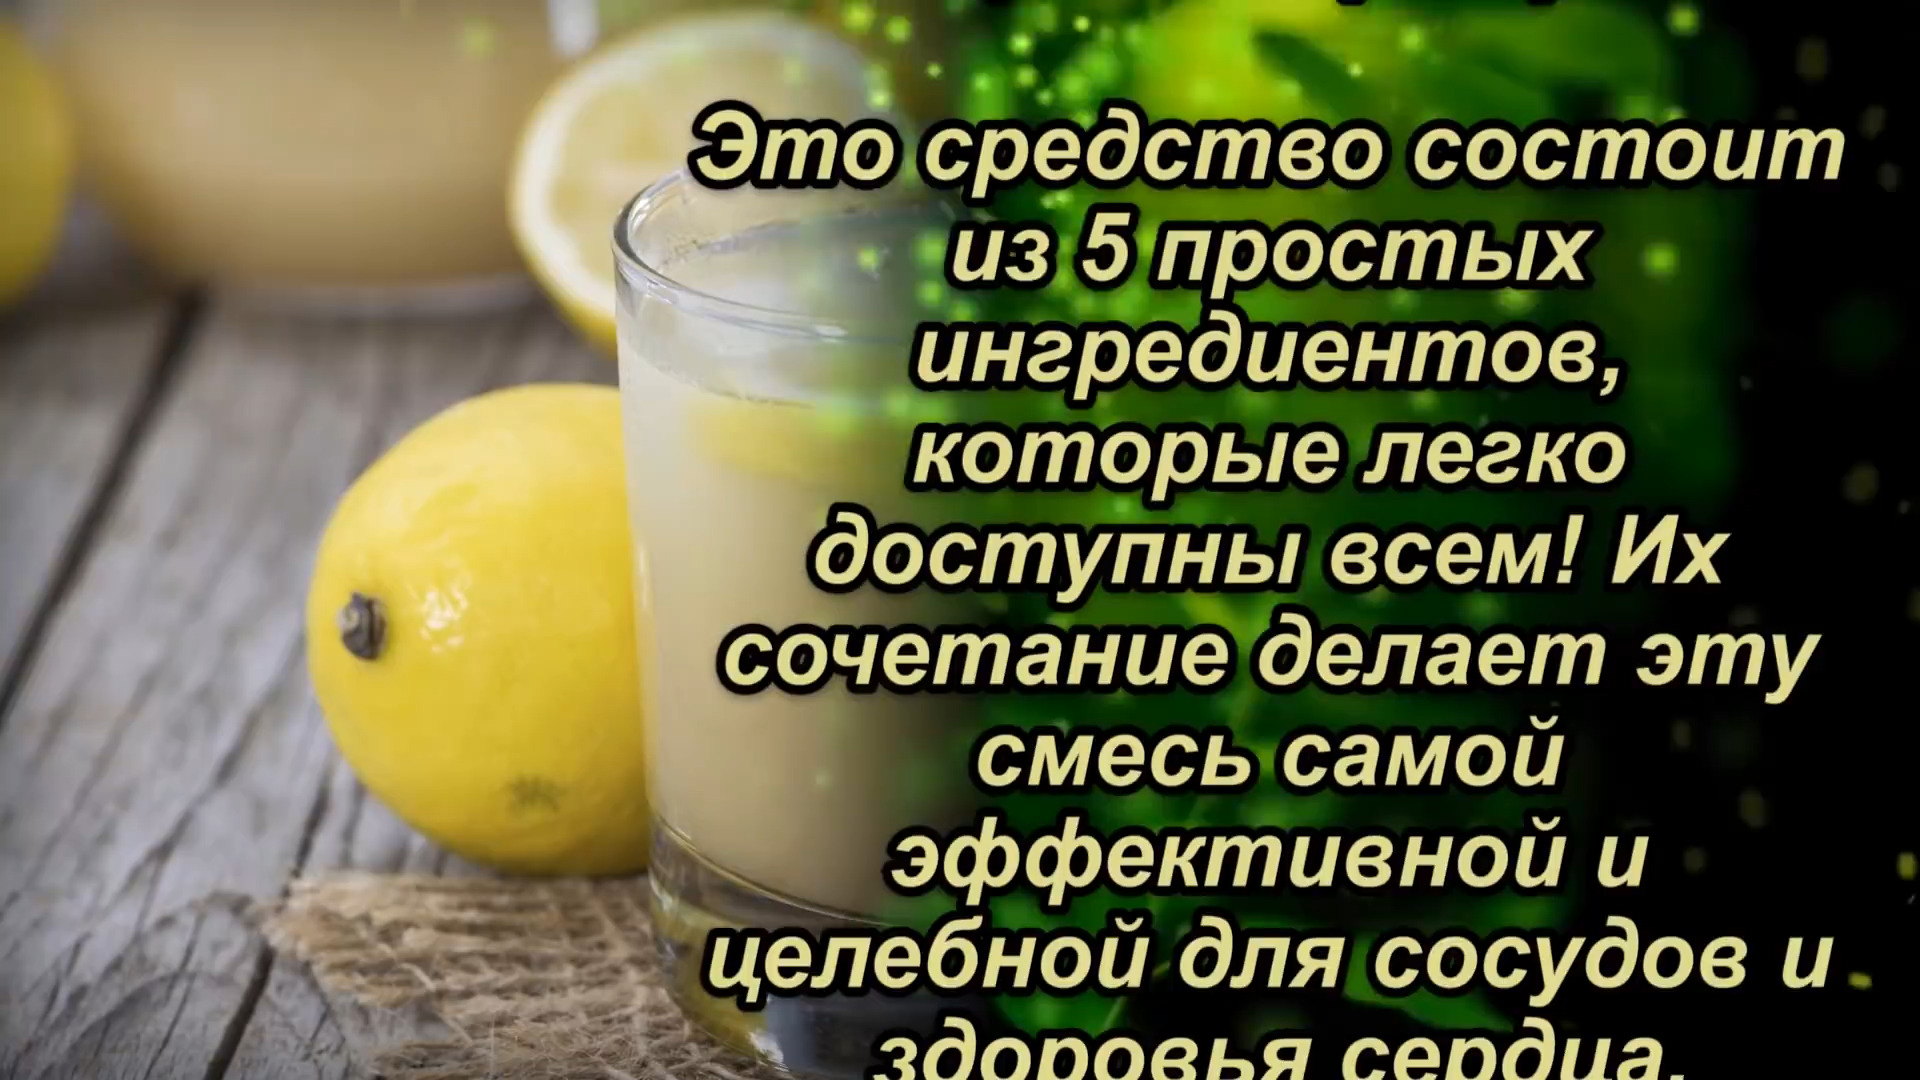 Это средство состоит
из 5 простых
ингредиентов,
которые легко
доступны всем! Их
сочетание делает эту
смесь самой
эффективной и
целебной для сосудов и
здоровья сердца.